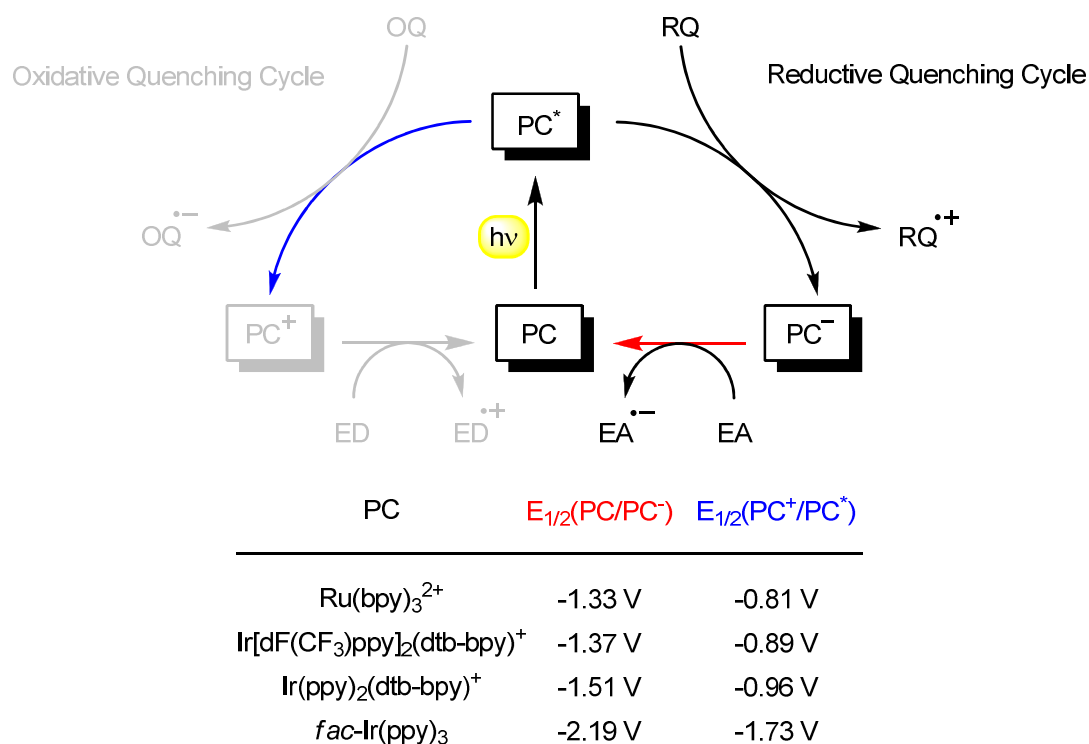 OQ RQ
Oxidative Quenching Cycle Reductive Quenching Cycle
PC*
OQ•− hν RQ•+
PC+ PC PC−
ED ED•+ EA•− EA
PC E1/2(PC/PC-) E1/2(PC+/PC*)
Ru(bpy)3 2+ -1.33 V -0.81 V
Ir[dF(CF3)ppy]2(dtb-bpy)+ -1.37 V -0.89 V
Ir(ppy)2(dtb-bpy)+ -1.51 V -0.96 V
fac-Ir(ppy)3 -2.19 V -1.73 V